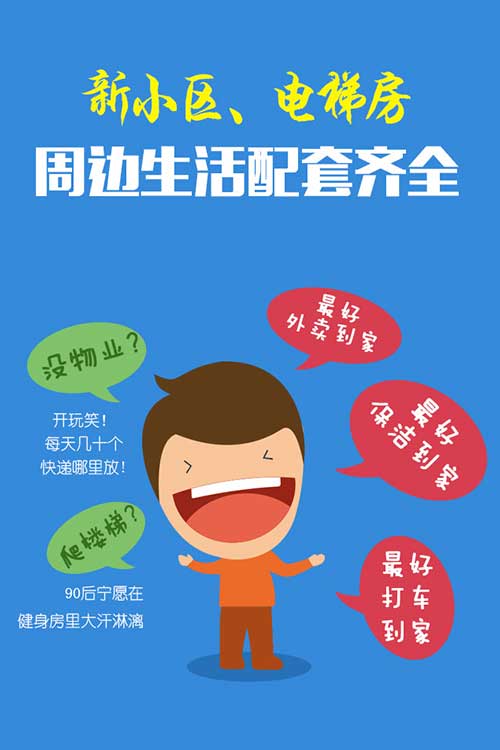 新小区、电梯房
周边生活配套齐全
最好
外卖到家
没物业?
开玩笑!
每天几十个
快递哪里放!
最好
保洁到家
爬楼梯?
90后宁愿在
健身房里大汗淋漓
最好
打车
到家